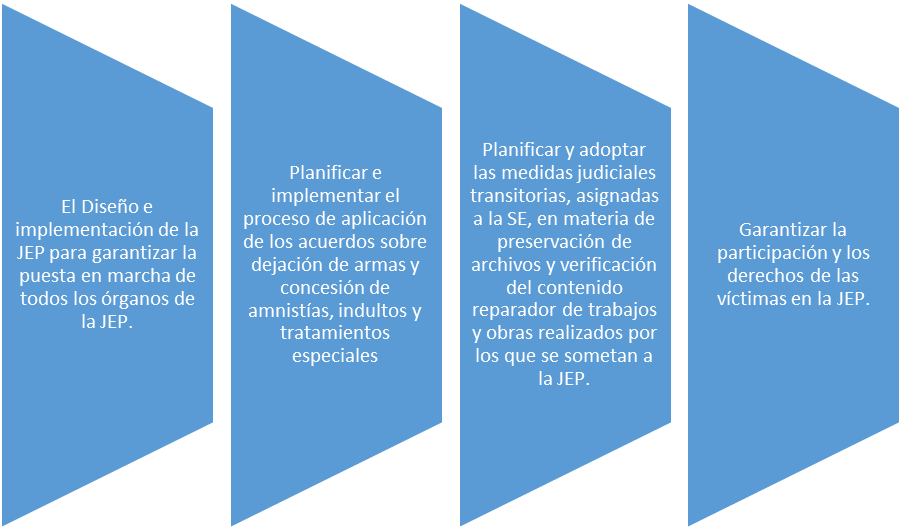 El Diseño e
implementación de la
JEP para garantizar la
puesta en marcha de
todos los órganos de
la JEP.
Planificar e
implementar el
proceso de aplicación
de los acuerdos sobre
dejación de armas y
concesión de
amnistías, indultos y
tratamientos
especiales
Planificar y adoptar
las medidas judiciales
transitorias, asignadas
a la SE, en materia de
preservación de
archivos y verificación
del contenido
reparador de trabajos
y obras realizados por
los que se sometan a
la JEP.
Garantizar la
participación y los
derechos de las
víctimas en la JEP.